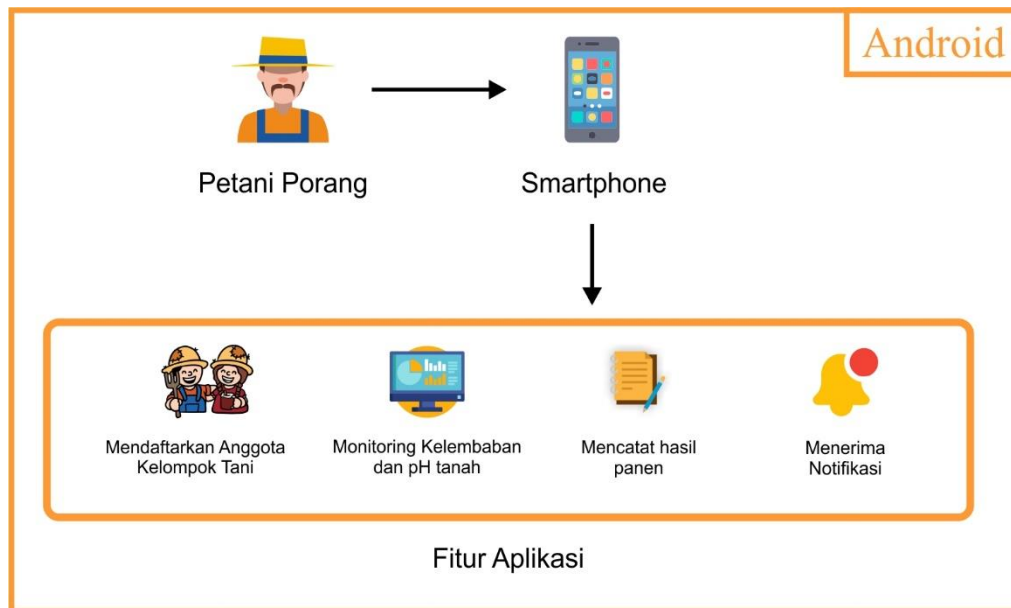 Android
Petani Porang
Smartphone
Mendaftarkan Anggota
Kelompok Tani
Monitoring Kelembaban
dan pH tanah
Mencatat hasil
panen
Menerima
Notifikasi
Fitur Aplikasi